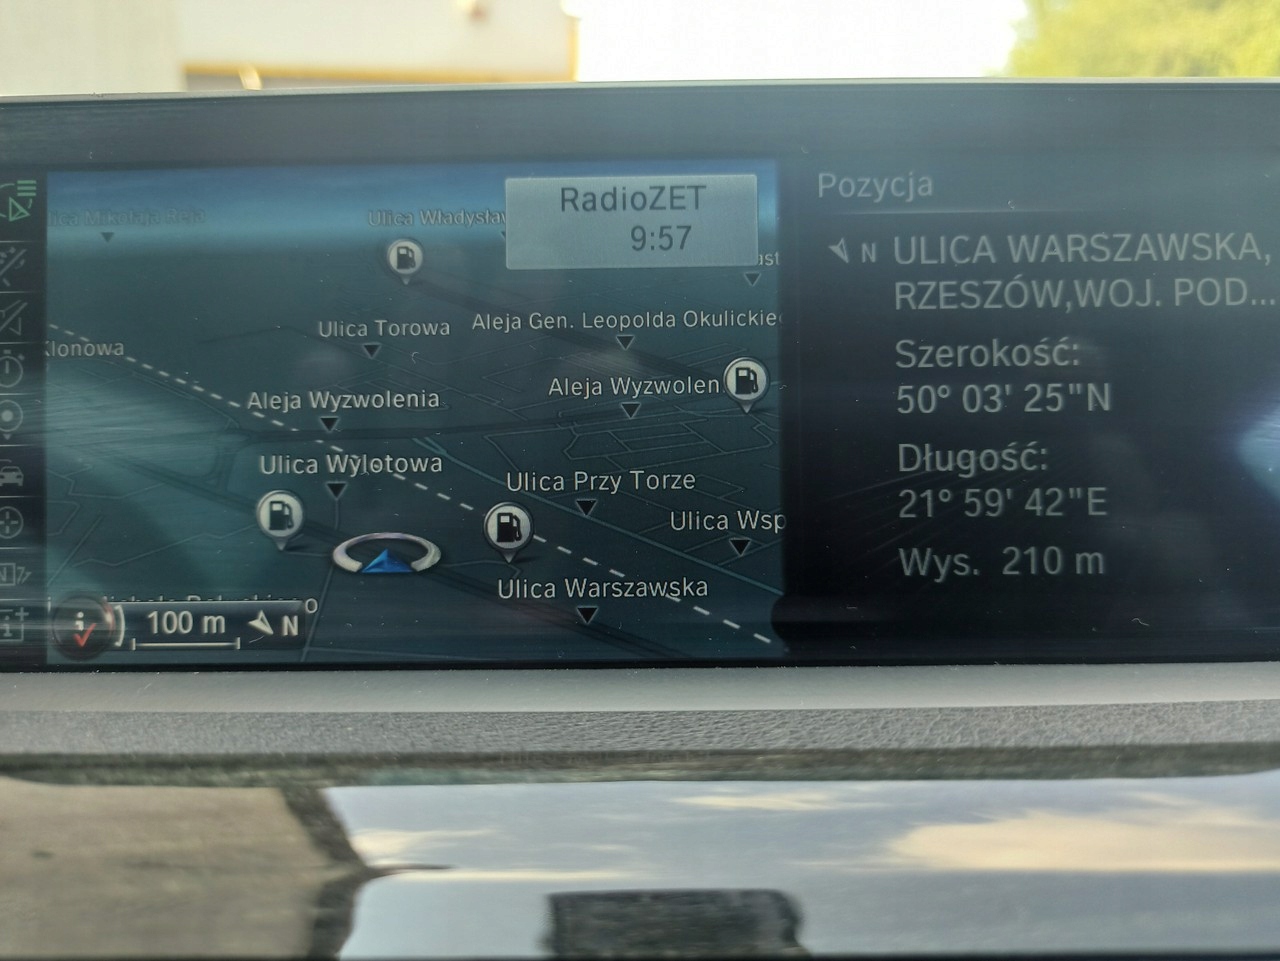 RadioZET
9:57
Ulica Władysław
Ulica Torowa
Aleja Gen. Leopolda Okulickie
Klonowa
Aleja Wyzwolenia
Aleja Wyzwolen
Ulica Wylotowa
Ulica Przy Torze
Ulica Wsp
Ulica Warszawska
100 m
N
Pozycja
N ULICA WARSZAWSKA,
RZESZÓW,WOJ. POD...
Szerokość:
50° 03' 25"N
Długość:
21° 59' 42"E
Wys. 210 m